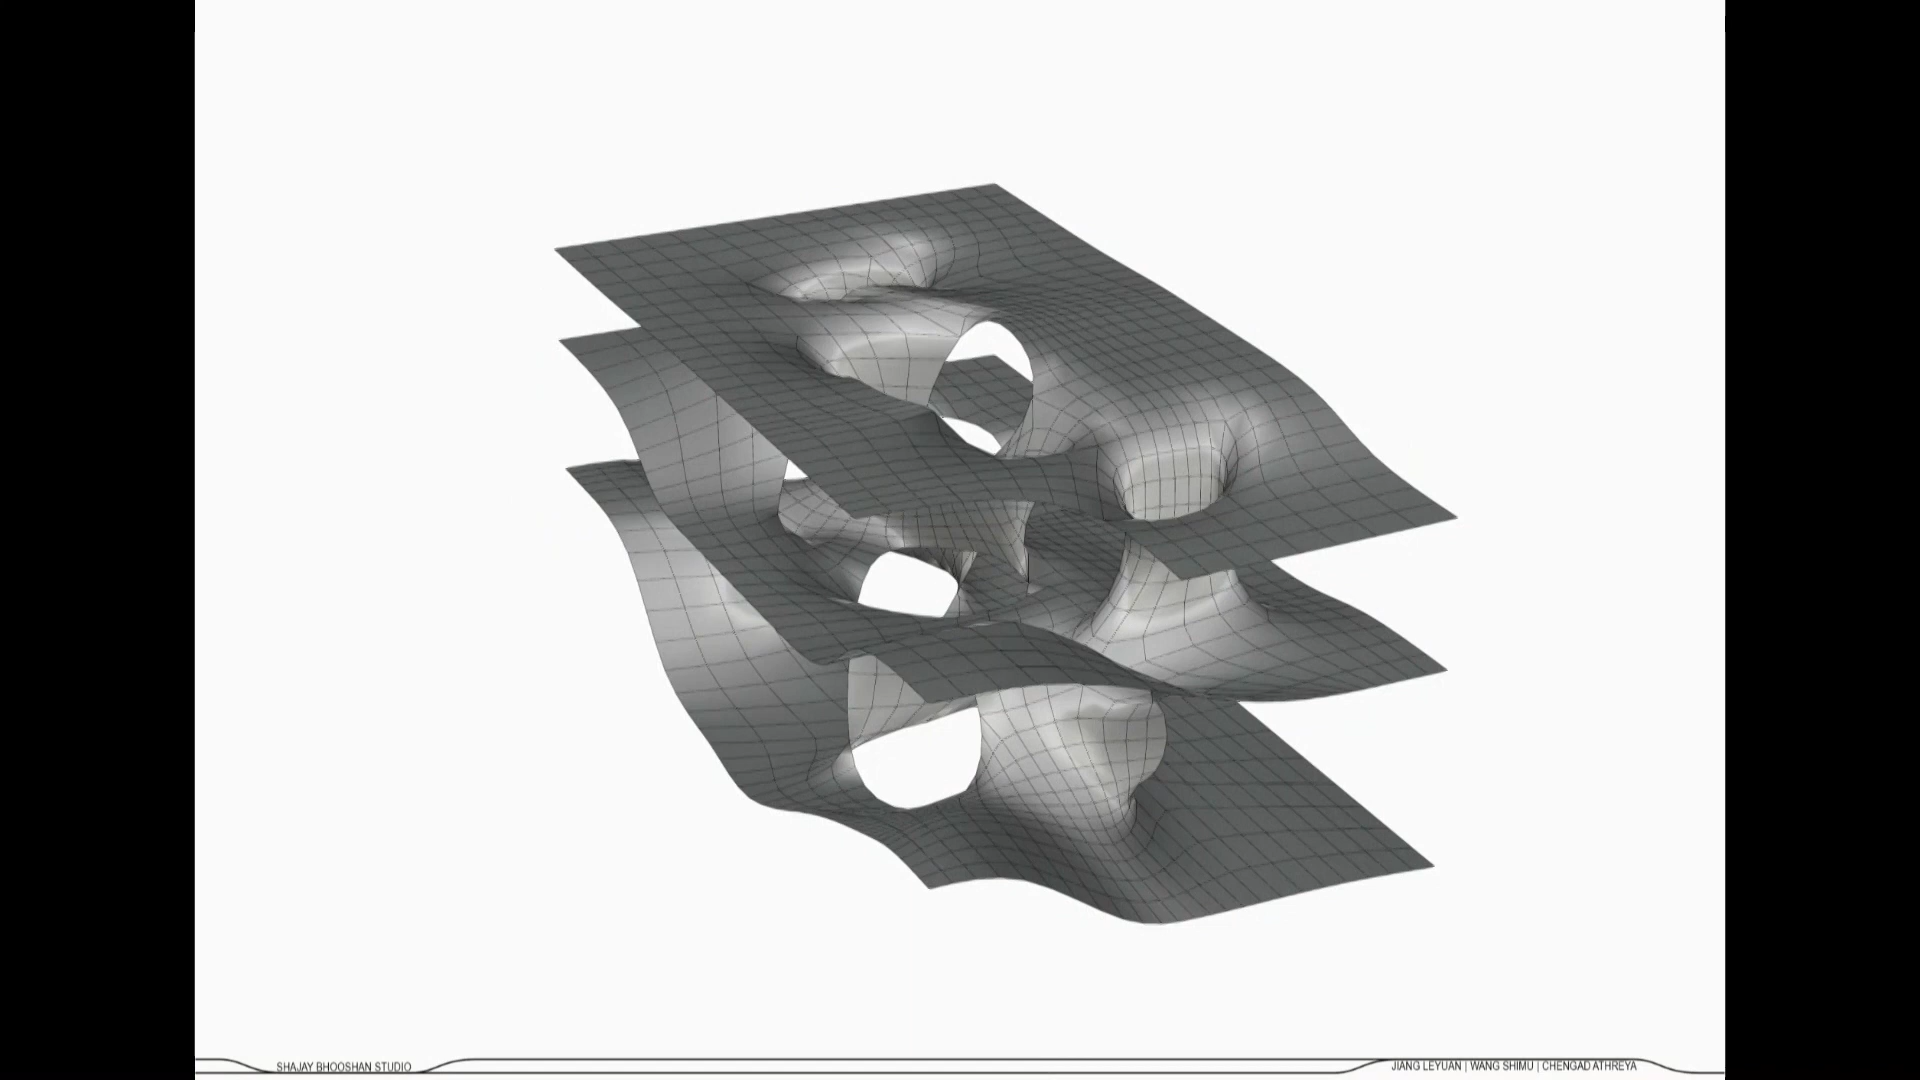 SHAJAY BHOOSHAN STUDIO
JIANG LEYUAN | WANG SHIMU | CHENGAD ATHREYA